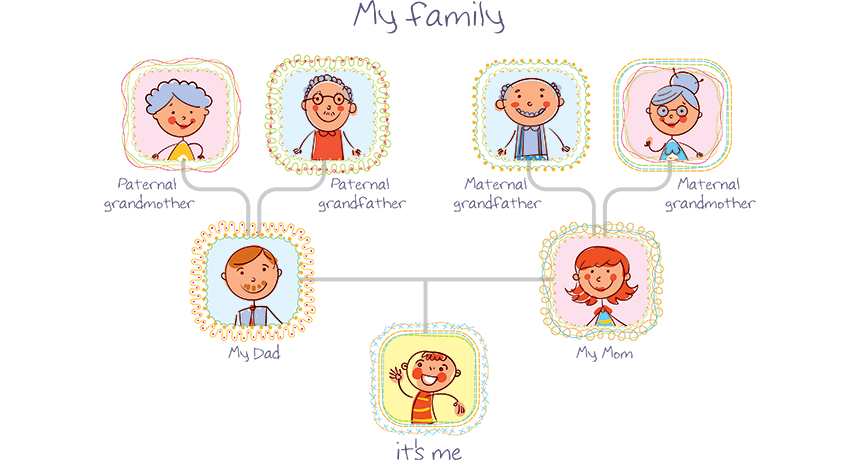 My family
Paternal
grandmother
Paternal
grandfather
Maternal
grandfather
Maternal
grandmother
My Dad
My Mom
it's me